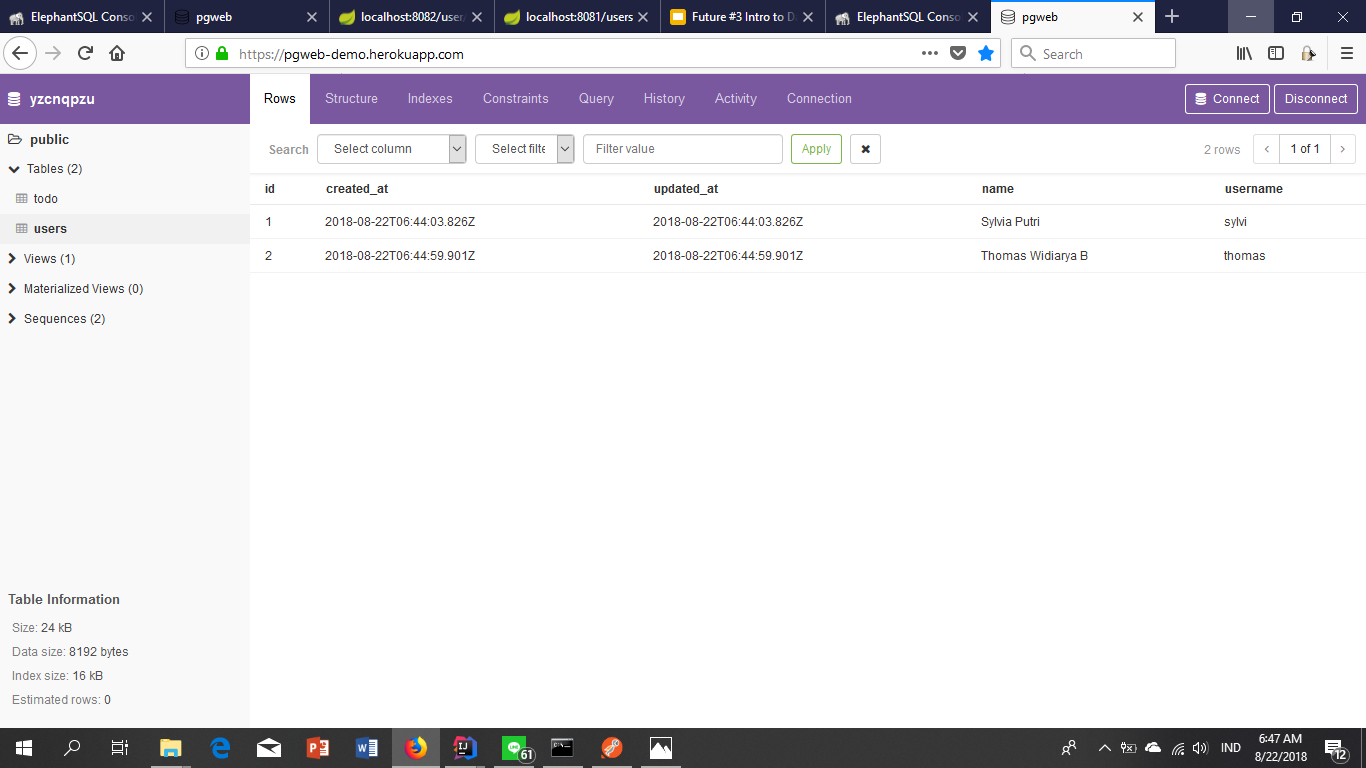 ElephantSQL Conso
pgweb
localhost:8082/user
localhost:8081/users
Future #3 Intro to D
ElephantSQL Conso
pgweb
https://pgweb-demo.herokuapp.com
Search
yzcnqpzu
Rows Structure Indexes Constraints Query History Activity Connection
Connect Disconnect
public
Tables (2)
todo
users
Views (1)
Materialized Views (0)
Sequences (2)
Search Select column Select filte Filter value Apply 2 rows 1 of 1
id created_at updated_at name username
1 2018-08-22T06:44:03.826Z 2018-08-22T06:44:03.826Z Sylvia Putri sylvi
2 2018-08-22T06:44:59.901Z 2018-08-22T06:44:59.901Z Thomas Widiarya B thomas
Table Information
Size: 24 kB
Data size: 8192 bytes
Index size: 16 kB
Estimated rows: 0
61
IND
6:47 AM
8/22/2018
12